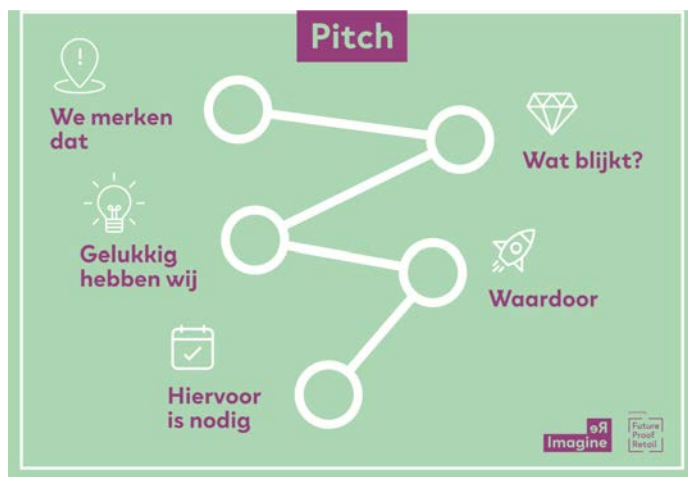 Pitch
We merken
dat
Wat blijkt?
Gelukkig
hebben wij
Waardoor
Hiervoor
is nodig
Re
Imagine
Future
Proof
Retail